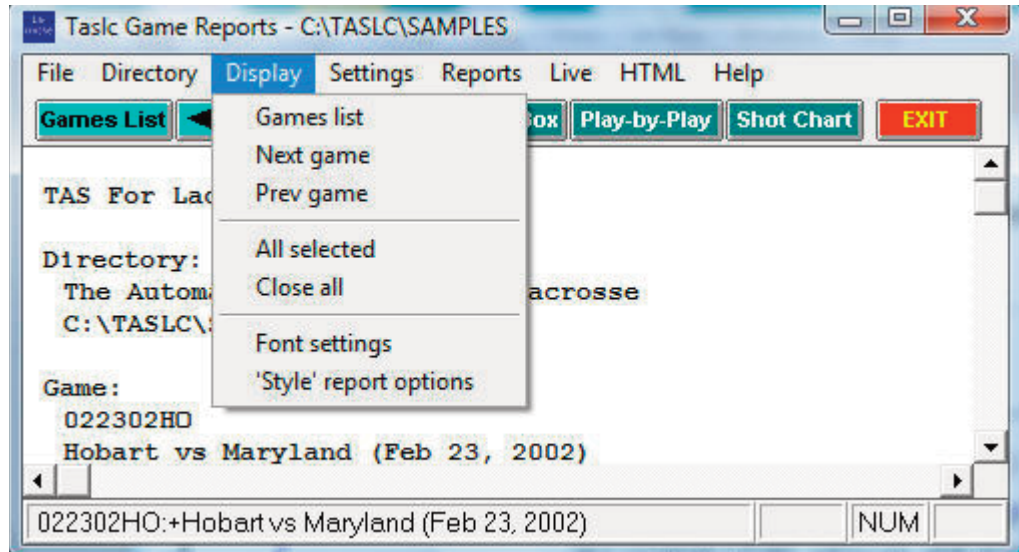 Taslc Game Reports - C:\TASLC\SAMPLES
File Directory Display Settings Reports Live HTML Help
Games List Play-by-Play Shot Chart EXIT
Games list
Next game
Prev game
All selected
Close all
Font settings
'Style' report options
TAS For
Directory:
The acrosse
C:\TASLC\
Game:
022302HO
Hobart vs Maryland (Feb 23, 2002)
022302HO:+Hobart vs Maryland (Feb 23, 2002)
NUM